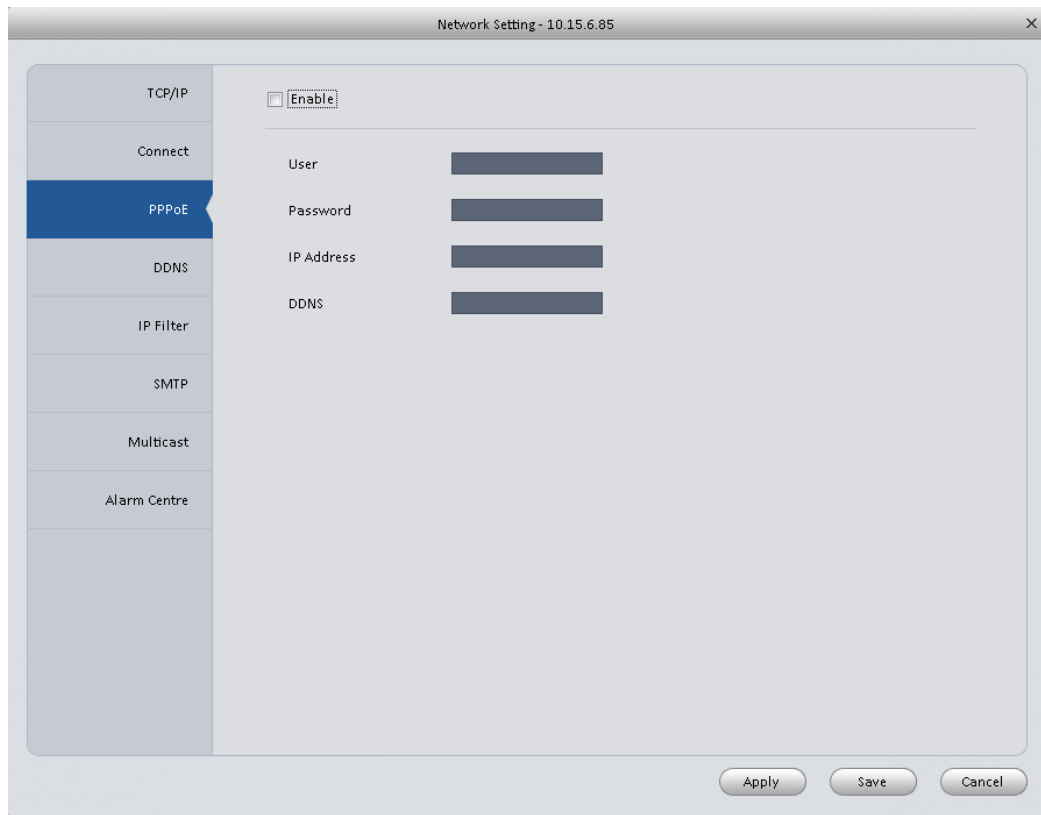 Network Setting - 10.15.6.85
TCP/IP
Connect
PPPoE
DDNS
IP Filter
SMTP
Multicast
Alarm Centre
Enable
User
Password
IP Address
DDNS
Apply Save Cancel